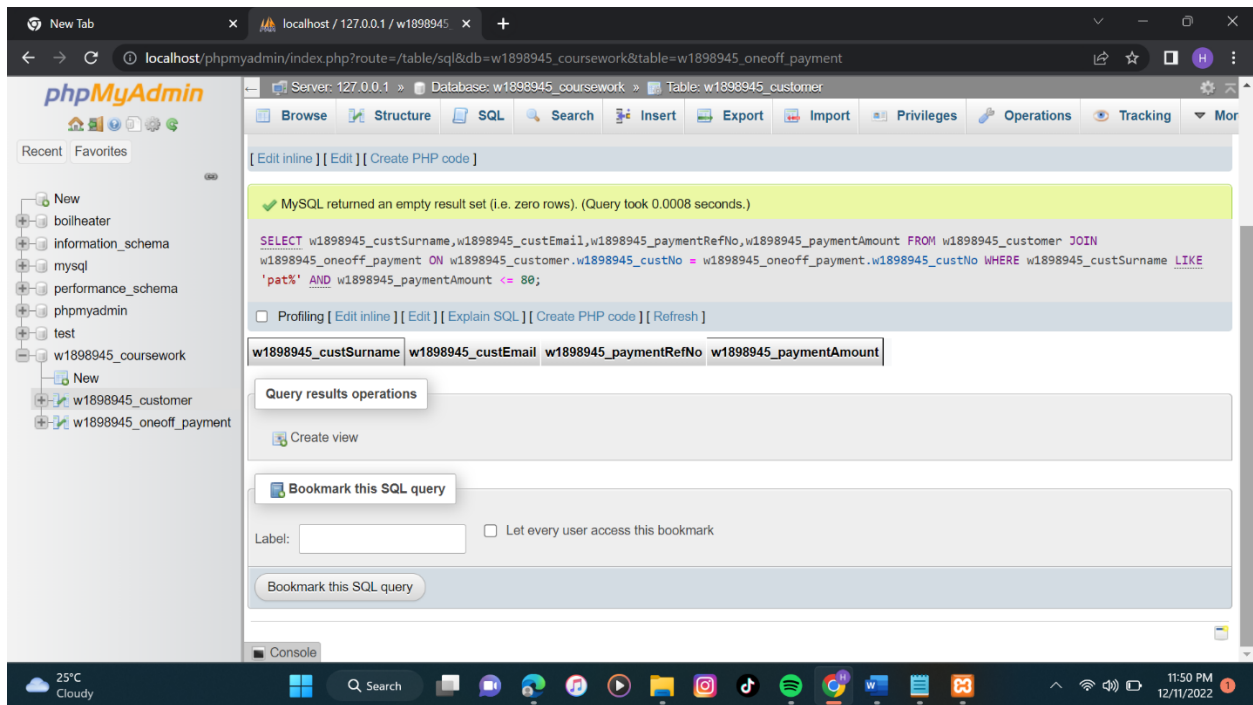 New Tab
localhost / 127.0.0.1 / w1898945_
localhost/phpmyadmin/index.php?route=/table/sql&db=w1898945_coursework&table=w1898945_oneoff_payment
H
phpMyAdmin
Recent Favorites
New
boilheater
information_schema
mysql
performance_schema
phpmyadmin
test
w1898945_coursework
New
w1898945_customer
w1898945_oneoff_payment
Server: 127.0.0.1 » Database: w1898945_coursework » Table: w1898945_customer
Browse Structure SQL Search Insert Export Import Privileges Operations Tracking Mor
[ Edit inline ] [ Edit ] [ Create PHP code ]
MySQL returned an empty result set (i.e. zero rows). (Query took 0.0008 seconds.)
SELECT w1898945_custSurname,w1898945_custEmail,w1898945_paymentRefNo,w1898945_paymentAmount FROM w1898945_customer JOIN
w1898945_oneoff_payment ON w1898945_customer.w1898945_custNo = w1898945_oneoff_payment.w1898945_custNo WHERE w1898945_custSurname LIKE
'pat%' AND w1898945_paymentAmount <= 80;
Profiling [ Edit inline ] [ Edit ] [ Explain SQL ] [ Create PHP code ] [ Refresh ]
w1898945_custSurname w1898945_custEmail w1898945_paymentRefNo w1898945_paymentAmount
Query results operations
Create view
Bookmark this SQL query
Label: Let every user access this bookmark
Bookmark this SQL query
Console
25°C
Cloudy
Search
11:50 PM
12/11/2022
1